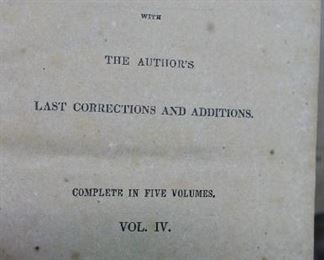 WITH
THE AUTHOR'S
LAST CORRECTIONS AND ADDITIONS.
COMPLETE IN FIVE VOLUMES.
VOL. IV.